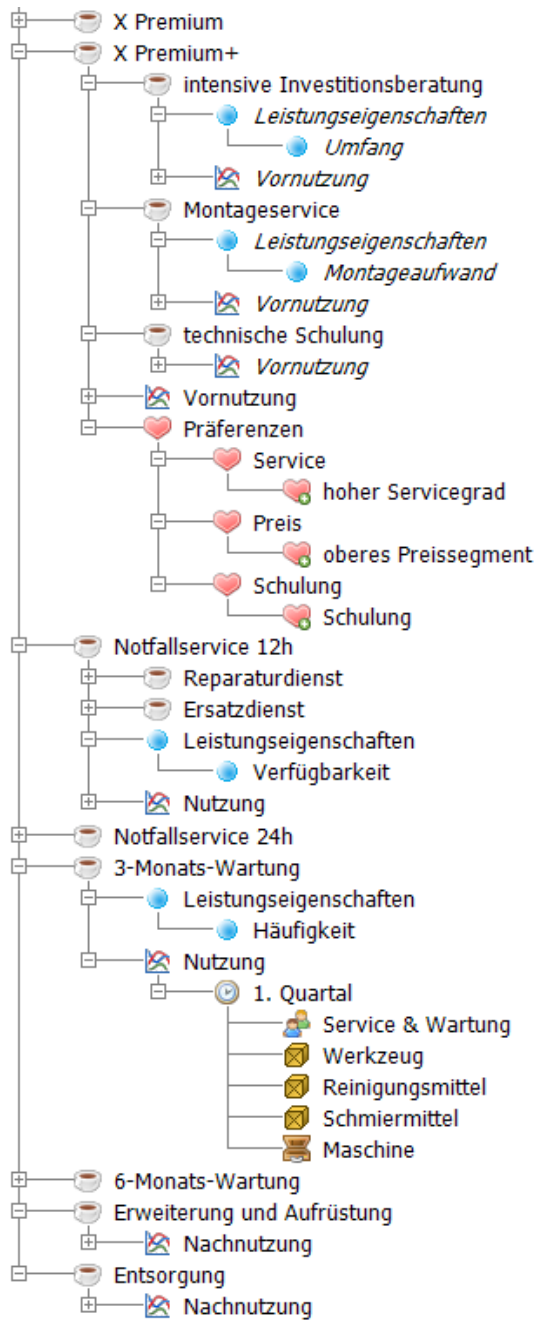 X Premium
X Premium+
intensive Investitionsberatung
Leistungseigenschaften
Umfang
Vornutzung
Montageservice
Leistungseigenschaften
Montageaufwand
Vornutzung
technische Schulung
Vornutzung
Vornutzung
Präferenzen
Service
hoher Servicegrad
Preis
oberes Preissegment
Schulung
Schulung
Notfallservice 12h
Reparaturdienst
Ersatzdienst
Leistungseigenschaften
Verfügbarkeit
Nutzung
Notfallservice 24h
3-Monats-Wartung
Leistungseigenschaften
Häufigkeit
Nutzung
1. Quartal
Service & Wartung
Werkzeug
Reinigungsmittel
Schmiermittel
Maschine
6-Monats-Wartung
Erweiterung und Aufrüstung
Nachnutzung
Entsorgung
Nachnutzung